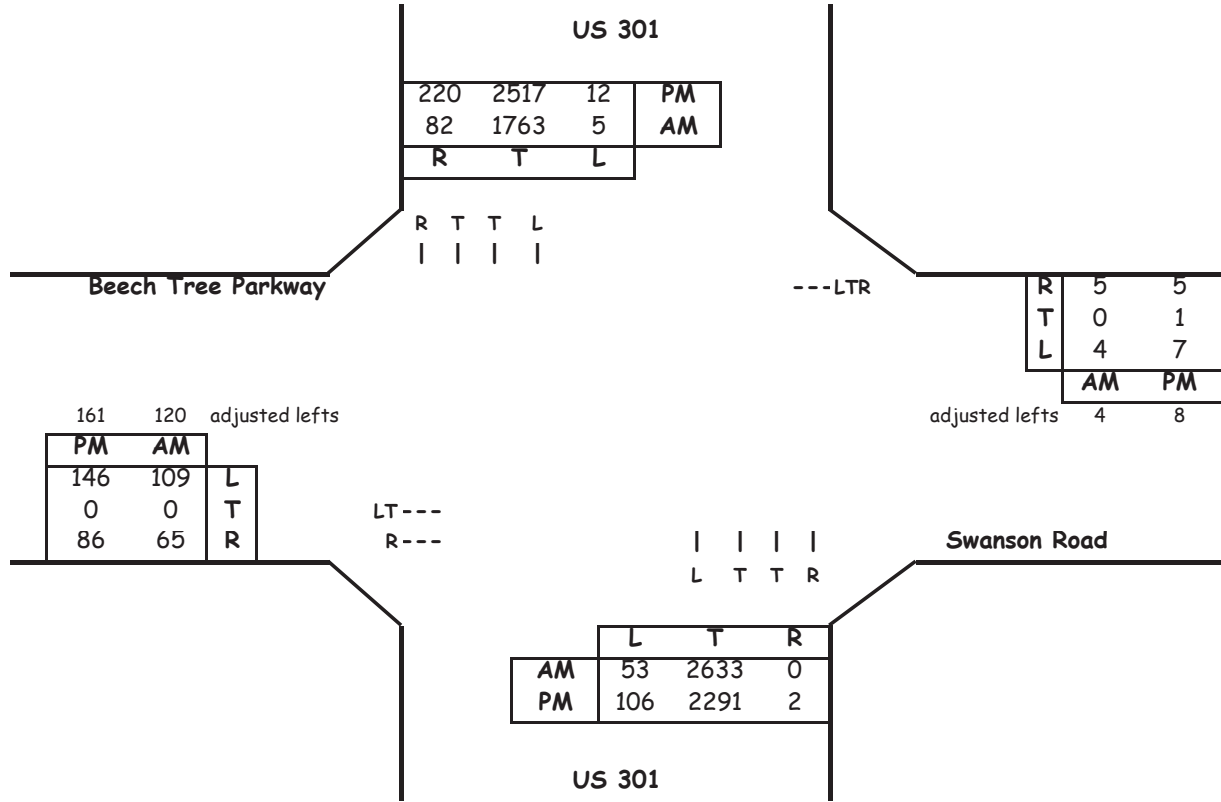 US 301
220 2517 12 PM
82 1763 5 AM
R T L
R T T L
Beech Tree Parkway
---LTR
R 5 5
T 0 1
L 4 7
AM PM
adjusted lefts 4 8
161 120 adjusted lefts
PM AM
146 109 L
0 0 T
86 65 R
LT---
R---
Swanson Road
L T T R
L T R
AM 53 2633 0
PM 106 2291 2
US 301